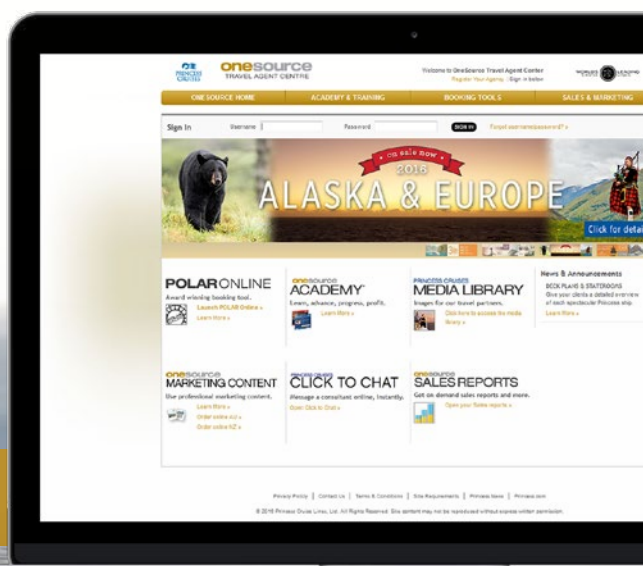 PRINCESS CRUISES
onesource
TRAVEL AGENT CENTRE
Welcome to OneSource Travel Agent Center
Register Your Agency | Sign in below
ONESOURCE HOME
ACADEMY & TRAINING
BOOKING TOOLS
SALES & MARKETING
Sign In
Username
Password
SIGN IN
Forgot username/password? »
on sale now
2016
ALASKA & EUROPE
Click for detai
POLAR ONLINE
Award winning booking tool.
Launch POLAR Online »
Learn More »
onesource
ACADEMY
Learn, advance, progress, profit.
Learn More »
PRINCESS CRUISES
MEDIA LIBRARY
Images for our travel partners.
Click here to access the media
library »
News & Announcements
DECK PLANS & STATEROOMS
Give your clients a detailed overview
of each spectacular Princess ship.
Learn More »
onesource
MARKETING CONTENT
Use professional marketing content.
Learn More »
Order online AU »
Order online NZ »
PRINCESS CRUISES
CLICK TO CHAT
Message a consultant online, instantly.
Open Click to Chat »
onesource
SALES REPORTS
Get on demand sales reports and more.
Open your Sales reports »
Privacy Policy | Contact Us | Terms & Conditions | Site Requirements | Princess News | Princess.com
© 2015 Princess Cruise Lines, Ltd. All Rights Reserved. Site content may not be reproduced without express written permission.